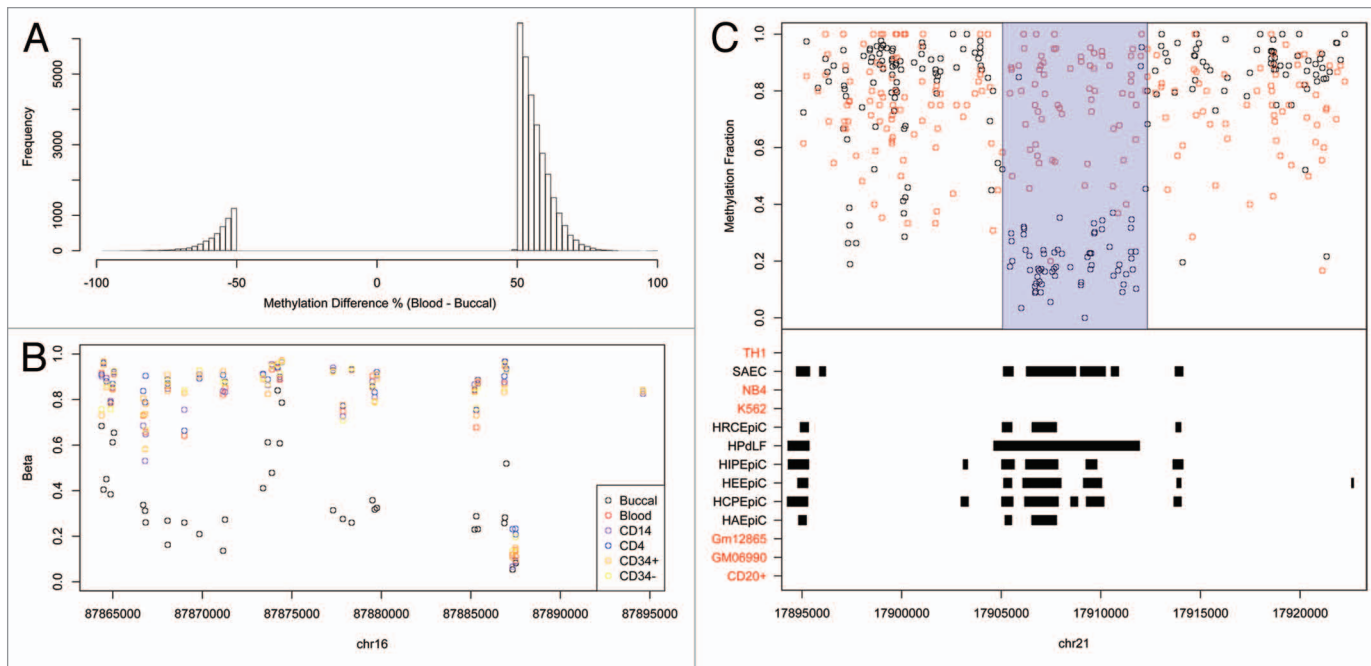 A
Frequency
0 1000 3000 5000
-100 -50 0 50 100
Methylation Difference % (Blood - Buccal)
B
Beta
0.0 0.2 0.4 0.6 0.8 1.0
Buccal
Blood
CD14
CD4
CD34+
CD34-
87865000 87870000 87875000 87880000 87885000 87890000 87895000
chr16
C
Methylation Fraction
0.0 0.2 0.4 0.6 0.8 1.0
TH1
SAEC
NB4
K562
HRCEpiC
HPdLF
HIPEpiC
HEEpiC
HCPEpiC
HAEpiC
Gm12865
GM06990
CD20+
17895000 17900000 17905000 17910000 17915000 17920000
chr21